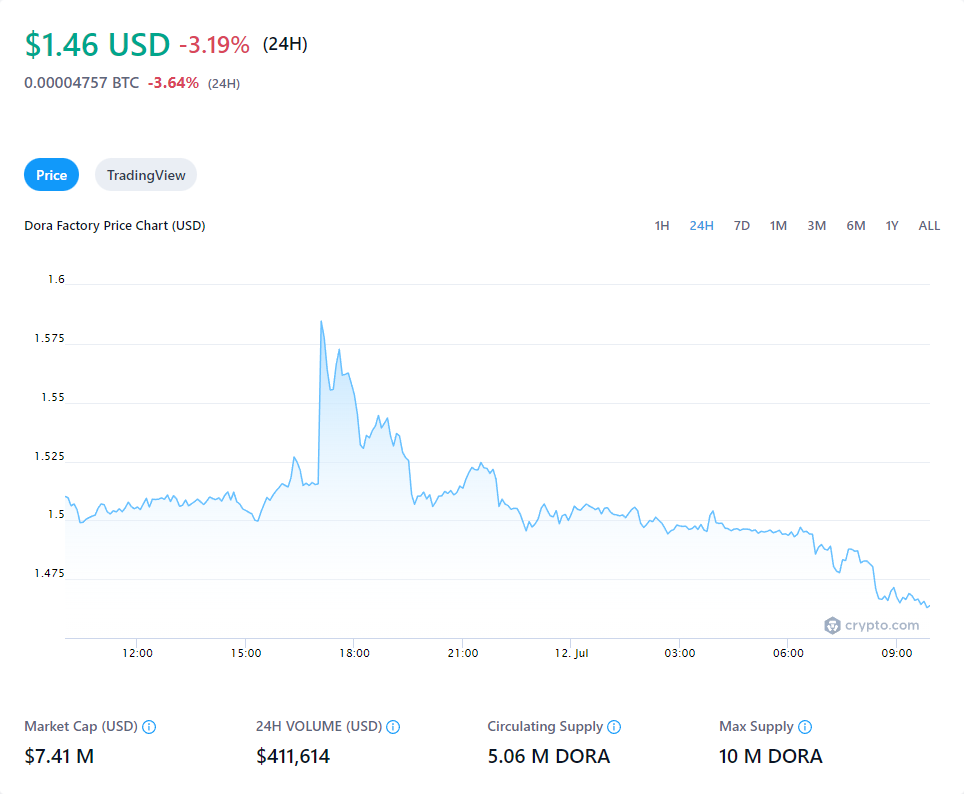 $1.46 USD -3.19% (24H)
0.00004757 BTC -3.64% (24H)
Price TradingView
Dora Factory Price Chart (USD) 1H 24H 7D 1M 3M 6M 1Y ALL
1.6
1.575
1.55
1.525
1.5
1.475
crypto.com
12:00 15:00 18:00 21:00 12. Jul 03:00 06:00 09:00
Market Cap (USD) 24H VOLUME (USD) Circulating Supply Max Supply
$7.41 M $411,614 5.06 M DORA 10 M DORA